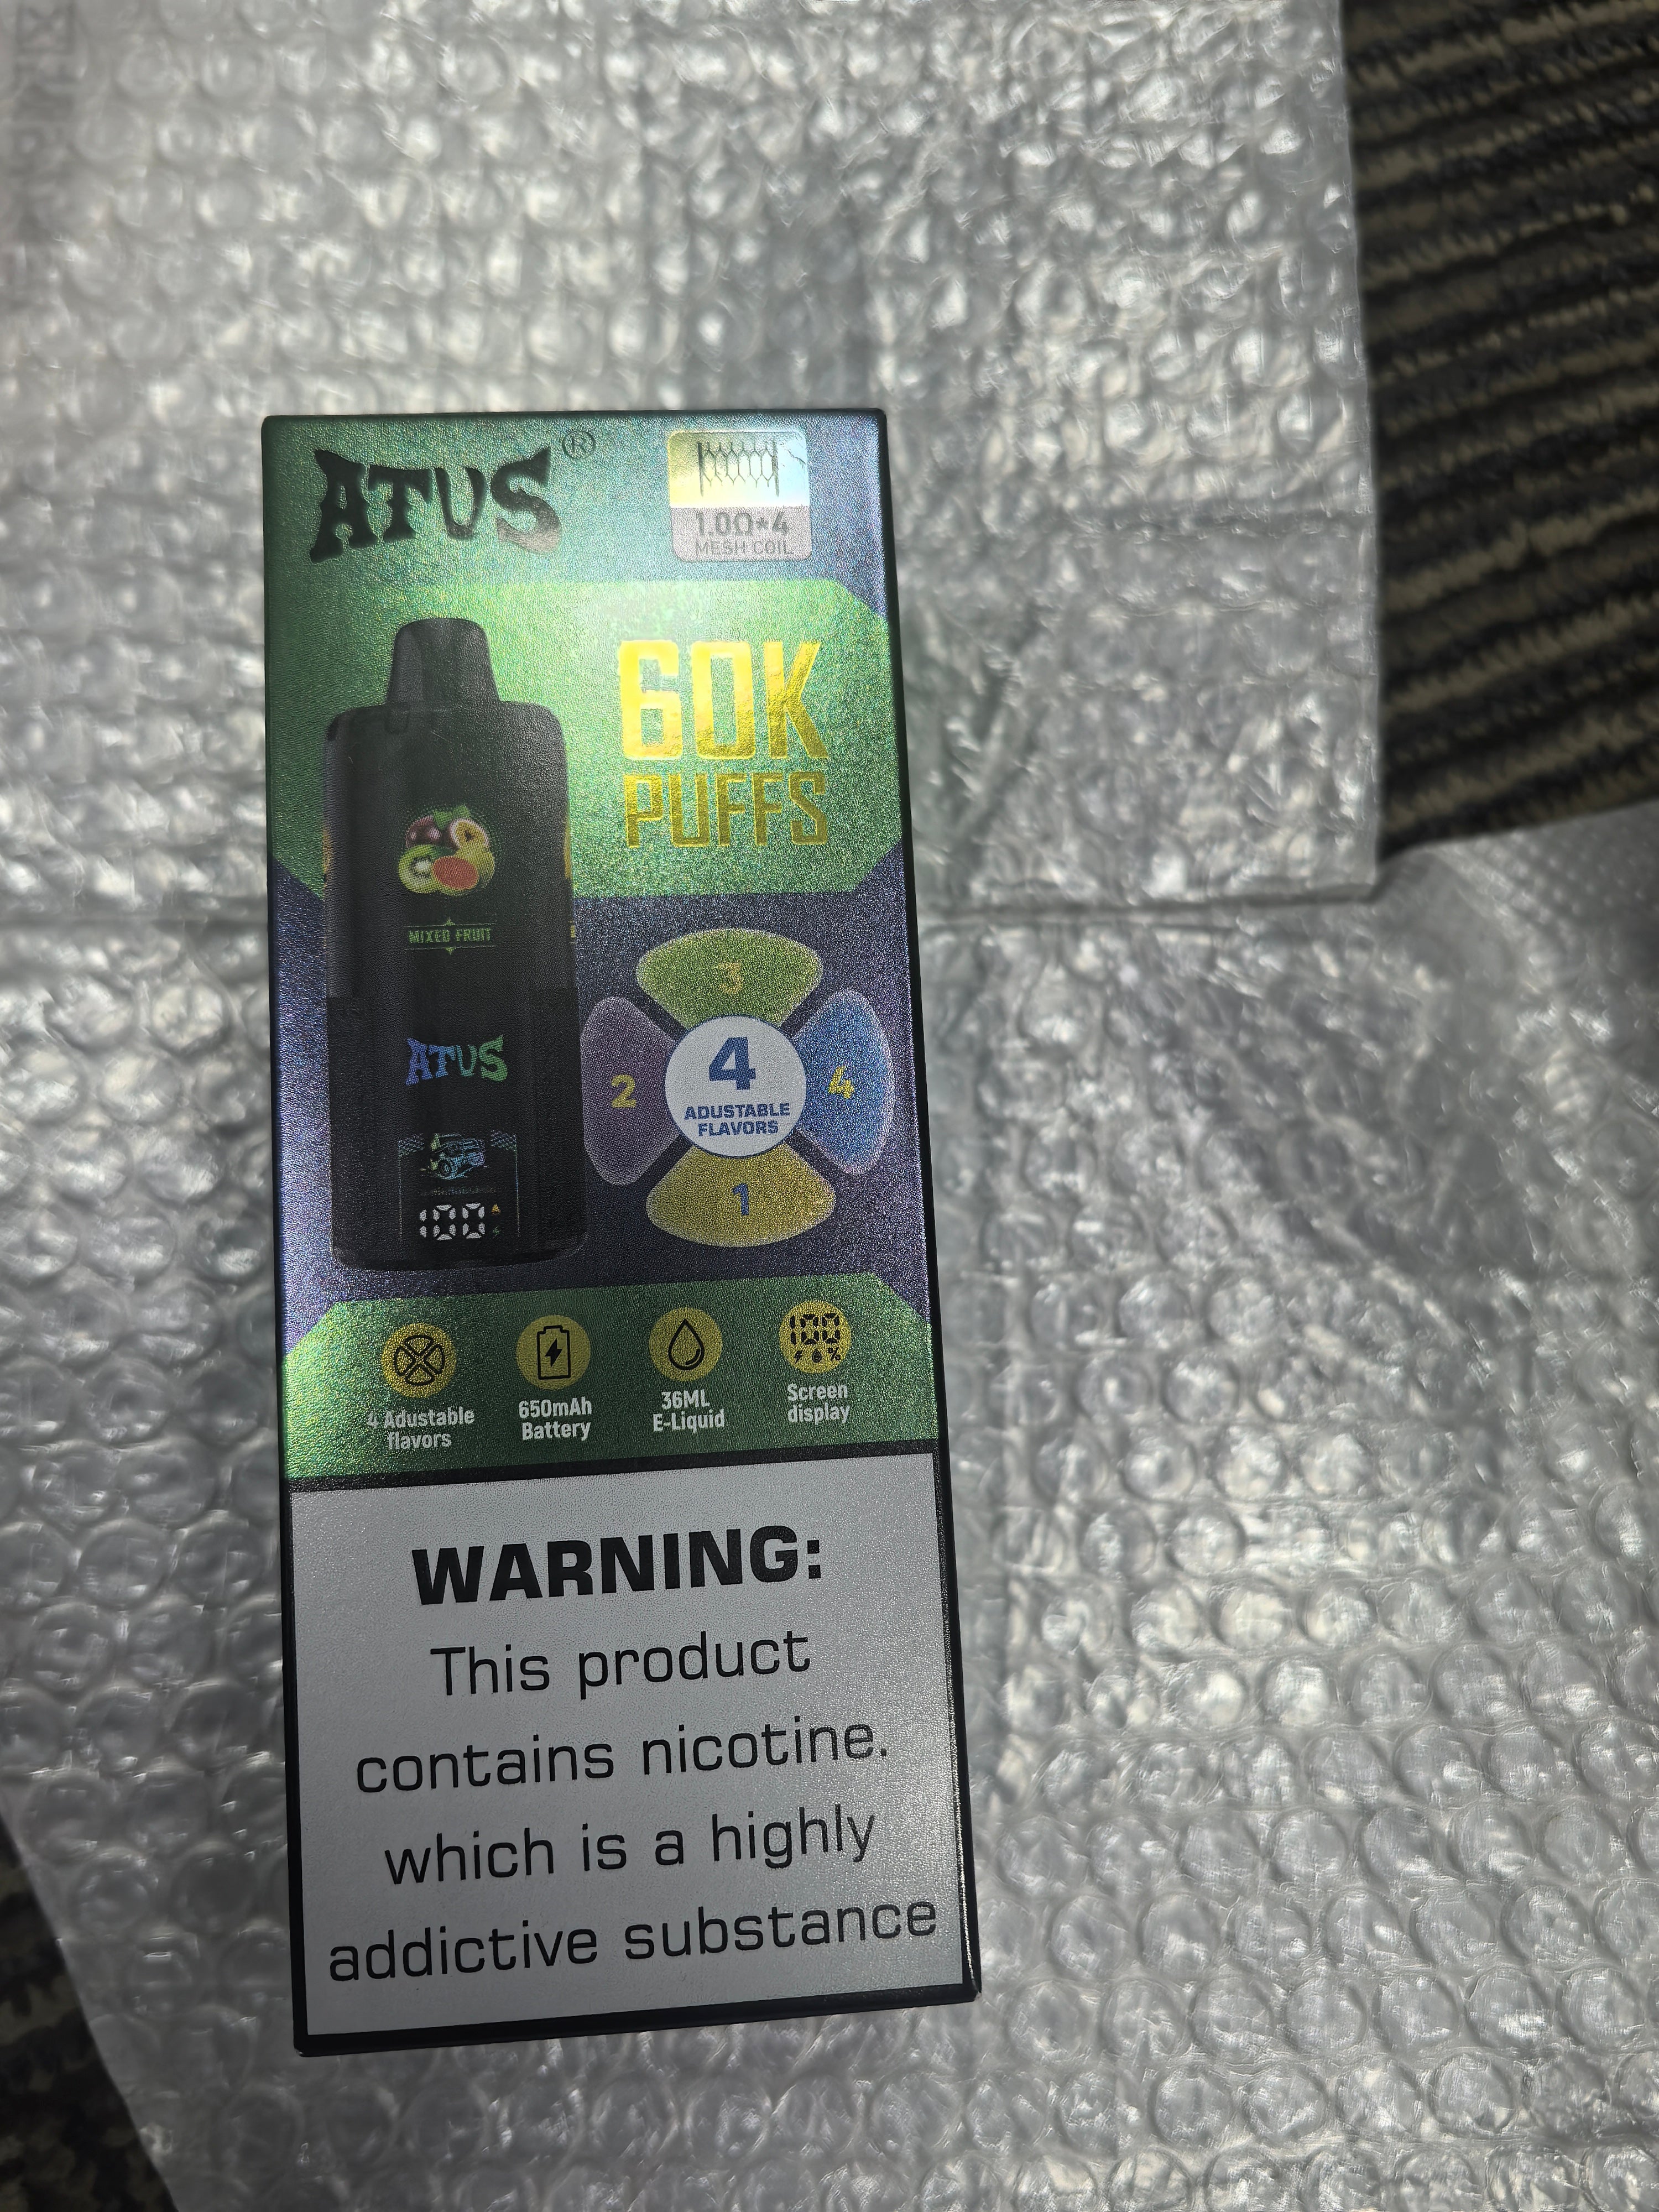 ATUS®
1.0Ω*4
MESH COIL
60K
PUFFS
MIXED FRUIT
ATUS
100
3
2
4
ADUSTABLE
FLAVORS
4
1
4 Adustable
flavors
650mAh
Battery
36ML
E-Liquid
100
%
Screen
display
WARNING:
This product
contains nicotine.
which is a highly
addictive substance